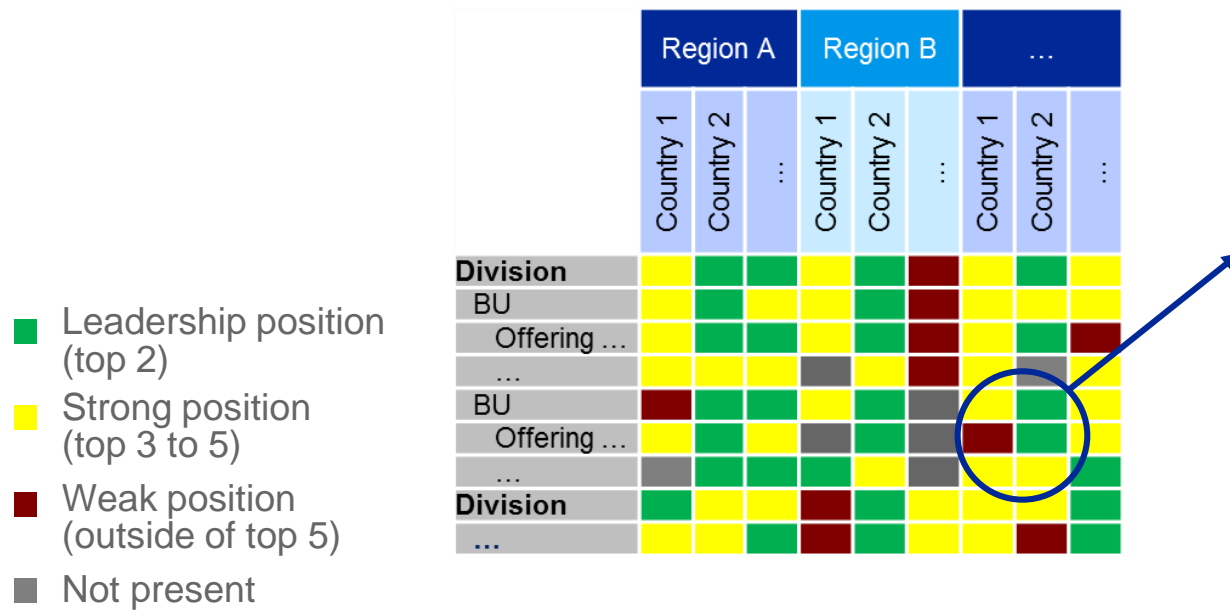 Region A Region B …
Country 1 Country 2 … Country 1 Country 2 … Country 1 Country 2 …
Division
BU
Offering …
…
BU
Offering …
…
Division
…
Leadership position
(top 2)
Strong position
(top 3 to 5)
Weak position
(outside of top 5)
Not present